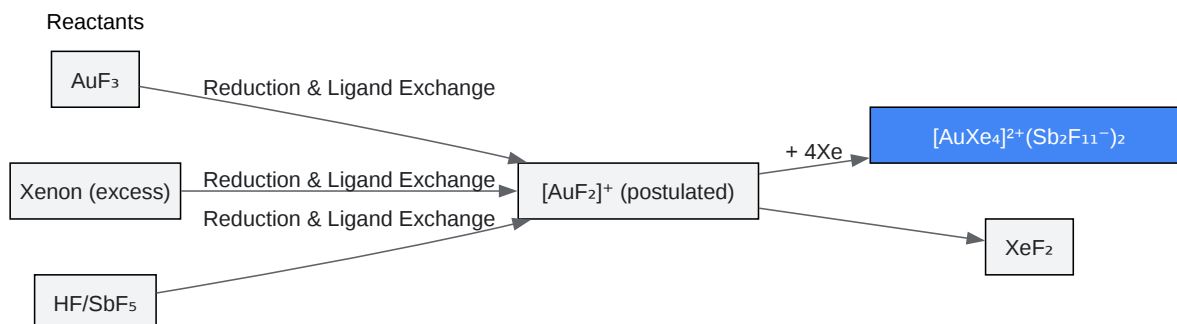 Reactants
AuF₃
Reduction & Ligand Exchange
[AuXe₄]²⁺(Sb₂F₁₁⁻)₂
+ 4Xe
Xenon (excess)
Reduction & Ligand Exchange
[AuF₂]⁺ (postulated)
Reduction & Ligand Exchange
XeF₂
HF/SbF₅